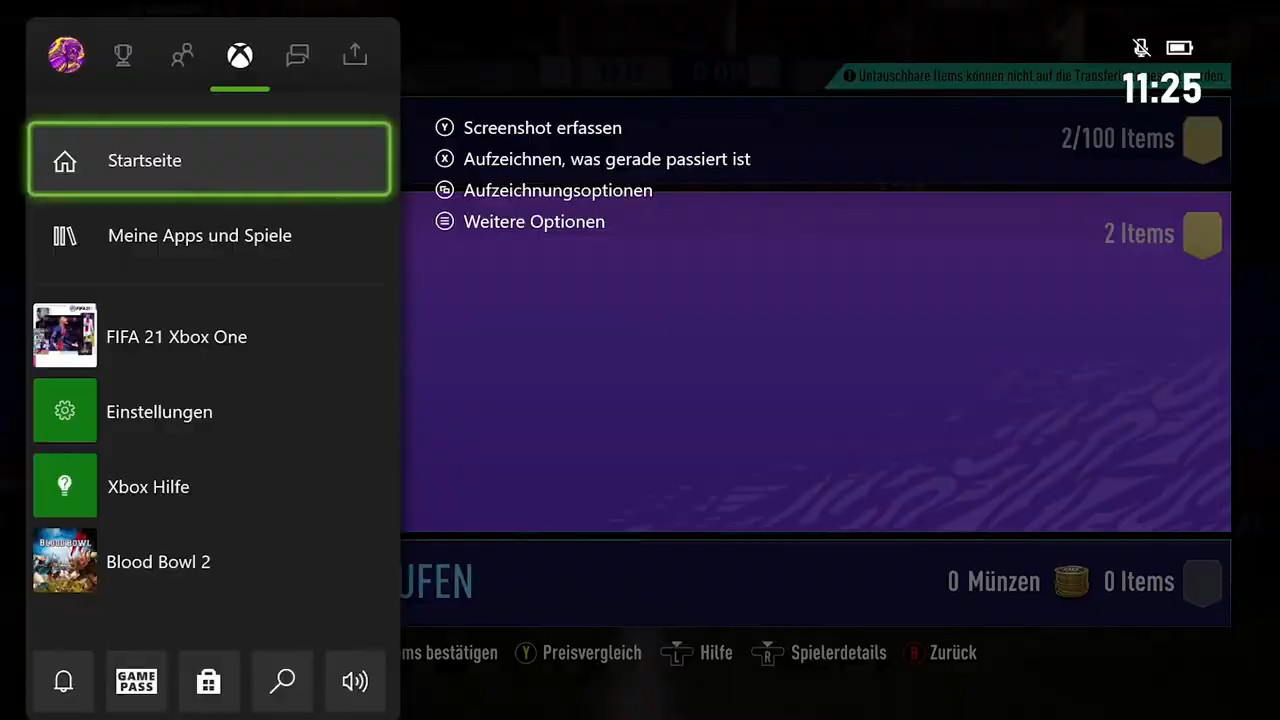 Untauschbare Items können nicht auf die
11:25
Startseite
Meine Apps und Spiele
FIFA 21 Xbox One
Einstellungen
Xbox Hilfe
BLOOD BOWL
Blood Bowl 2
GAME
PASS
Y Screenshot erfassen
X Aufzeichnen, was gerade passiert ist
Aufzeichnungsoptionen
Weitere Optionen
2/100 Items
2 Items
UFEN
0 Münzen 0 Items
ms bestätigen Y Preisvergleich L Hilfe R Spielerdetails B Zurück